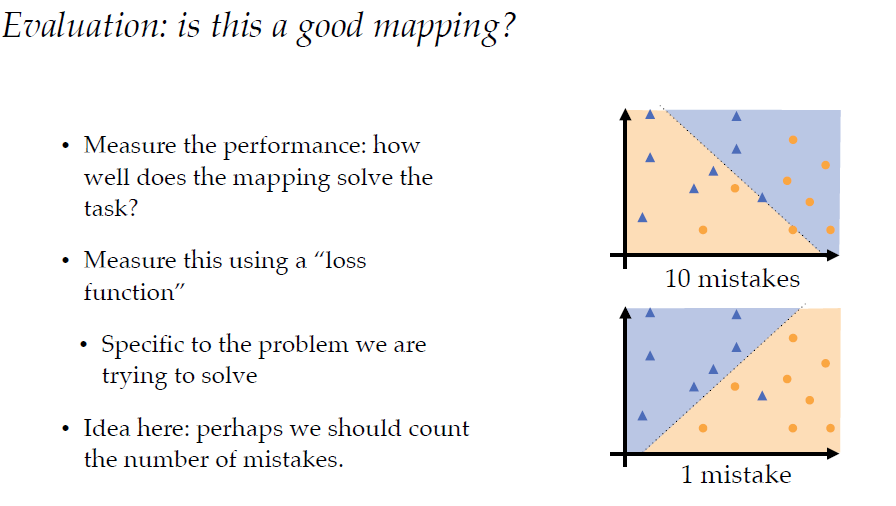 Evaluation: is this a good mapping?
• Measure the performance: how
well does the mapping solve the
task?
• Measure this using a “loss
function”
• Specific to the problem we are
trying to solve
• Idea here: perhaps we should count
the number of mistakes.
10 mistakes
1 mistake